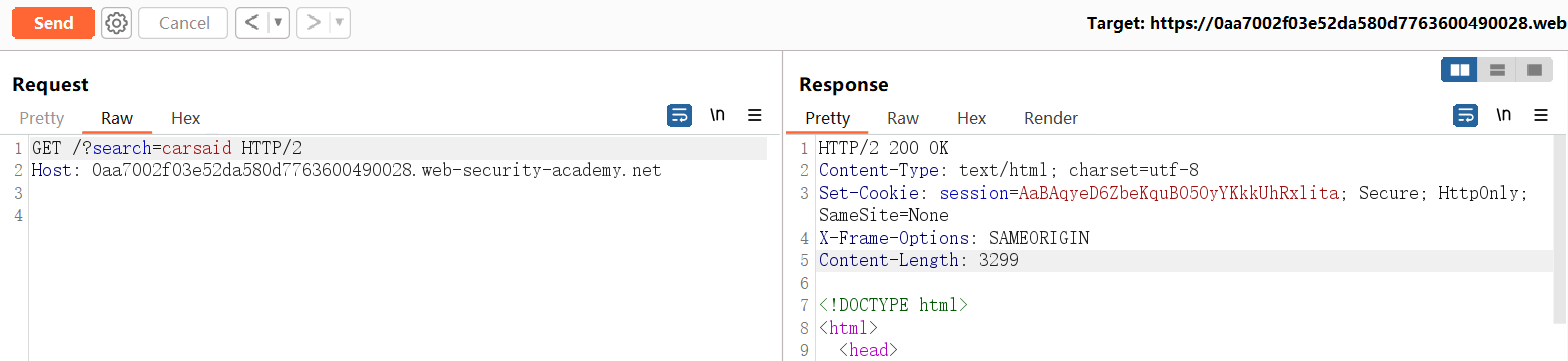 Send
Cancel
<
>
Target: https://0aa7002f03e52da580d7763600490028.web
Request
Pretty Raw Hex
\n
1 GET /?search=carsaid HTTP/2
2 Host: 0aa7002f03e52da580d7763600490028.web-security-academy.net
3
4
Response
Pretty Raw Hex Render
\n
1 HTTP/2 200 OK
2 Content-Type: text/html; charset=utf-8
3 Set-Cookie: session=AaBAqyeD6ZbeKquBO5OyYKkkUhRxlita; Secure; HttpOnly;
SameSite=None
4 X-Frame-Options: SAMEORIGIN
5 Content-Length: 3299
6
7 <!DOCTYPE html>
8 <html>
9 <head>